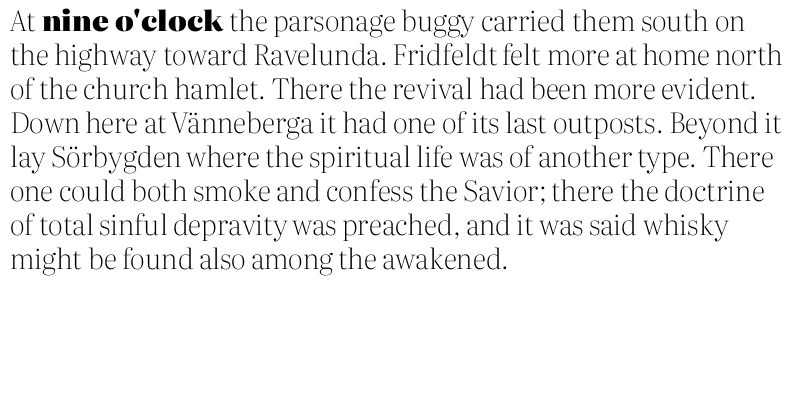 At nine o'clock the parsonage buggy carried them south on
the highway toward Ravelunda. Fridfeldt felt more at home north
of the church hamlet. There the revival had been more evident.
Down here at Vänneberga it had one of its last outposts. Beyond it
lay Sörbygden where the spiritual life was of another type. There
one could both smoke and confess the Savior; there the doctrine
of total sinful depravity was preached, and it was said whisky
might be found also among the awakened.